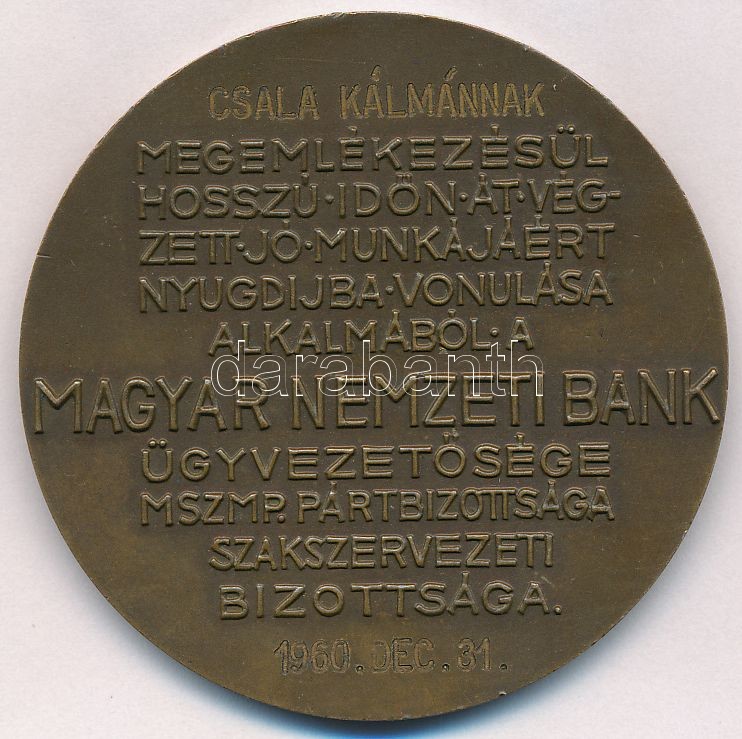 CSALA KÁLMÁNNAK
MEGEMLÉKEZÉSÜL
HOSSZÚ·IDŐN·ÁT·VÉG-
ZETT·JÓ·MUNKÁJÁÉRT
NYUGDIJBA·VONULÁSA
ALKALMÁBÓL·A
darabanth
MAGYAR NEMZETI BANK
ÜGYVEZETŐSÉGE
MSZMP. PÁRTBIZOTTSÁGA
SZAKSZERVEZETI
BIZOTTSÁGA.
1960. DEC. 31.